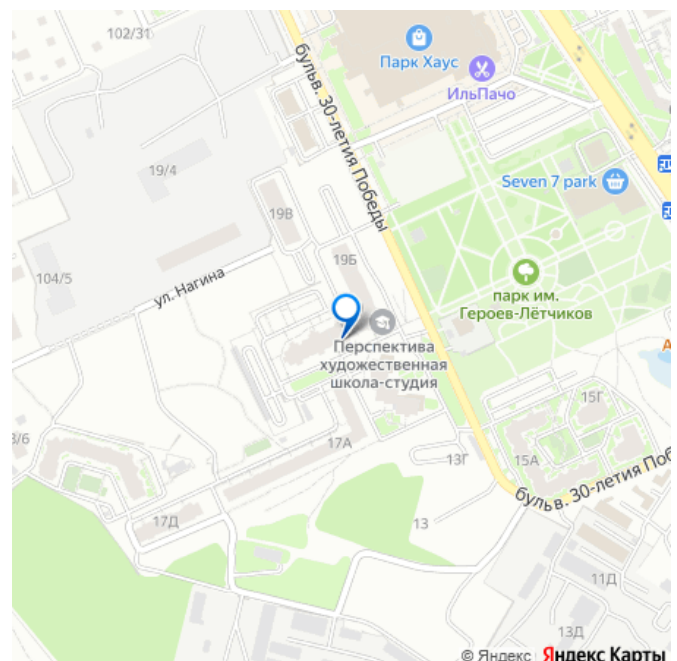 102/31
Парк Хаус
ИльПачо
бульв. 30-летия Победы
19/4
Seven 7 park
19В
19Б
104/5
ул. Нагина
парк им.
Героев-Лётчиков
Перспектива
художественная
школа-студия
15Г
3/6
17А
13Г
15А
бульв. 30-летия Поб
17Д
13
11Д
13Д
© Яндекс Яндекс Карты